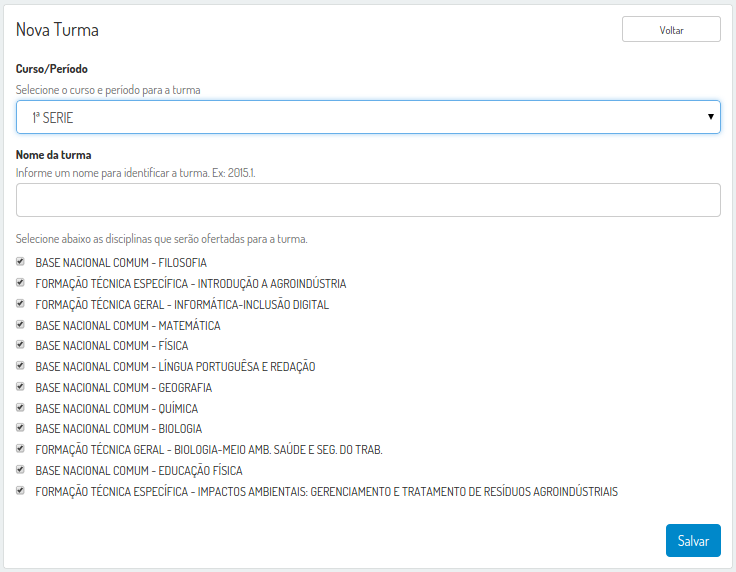 Nova Turma
Voltar
Curso/Período
Selecione o curso e período para a turma
1ª SERIE
Nome da turma
Informe um nome para identificar a turma. Ex: 2015.1.
Selecione abaixo as disciplinas que serão ofertadas para a turma.
BASE NACIONAL COMUM - FILOSOFIA
FORMAÇÃO TÉCNICA ESPECÍFICA - INTRODUÇÃO A AGROINDÚSTRIA
FORMAÇÃO TÉCNICA GERAL - INFORMÁTICA-INCLUSÃO DIGITAL
BASE NACIONAL COMUM - MATEMÁTICA
BASE NACIONAL COMUM - FÍSICA
BASE NACIONAL COMUM - LÍNGUA PORTUGUÊSA E REDAÇÃO
BASE NACIONAL COMUM - GEOGRAFIA
BASE NACIONAL COMUM - QUÍMICA
BASE NACIONAL COMUM - BIOLOGIA
FORMAÇÃO TÉCNICA GERAL - BIOLOGIA-MEIO AMB. SAÚDE E SEG. DO TRAB.
BASE NACIONAL COMUM - EDUCAÇÃO FÍSICA
FORMAÇÃO TÉCNICA ESPECÍFICA - IMPACTOS AMBIENTAIS: GERENCIAMENTO E TRATAMENTO DE RESÍDUOS AGROINDÚSTRIAIS
Salvar